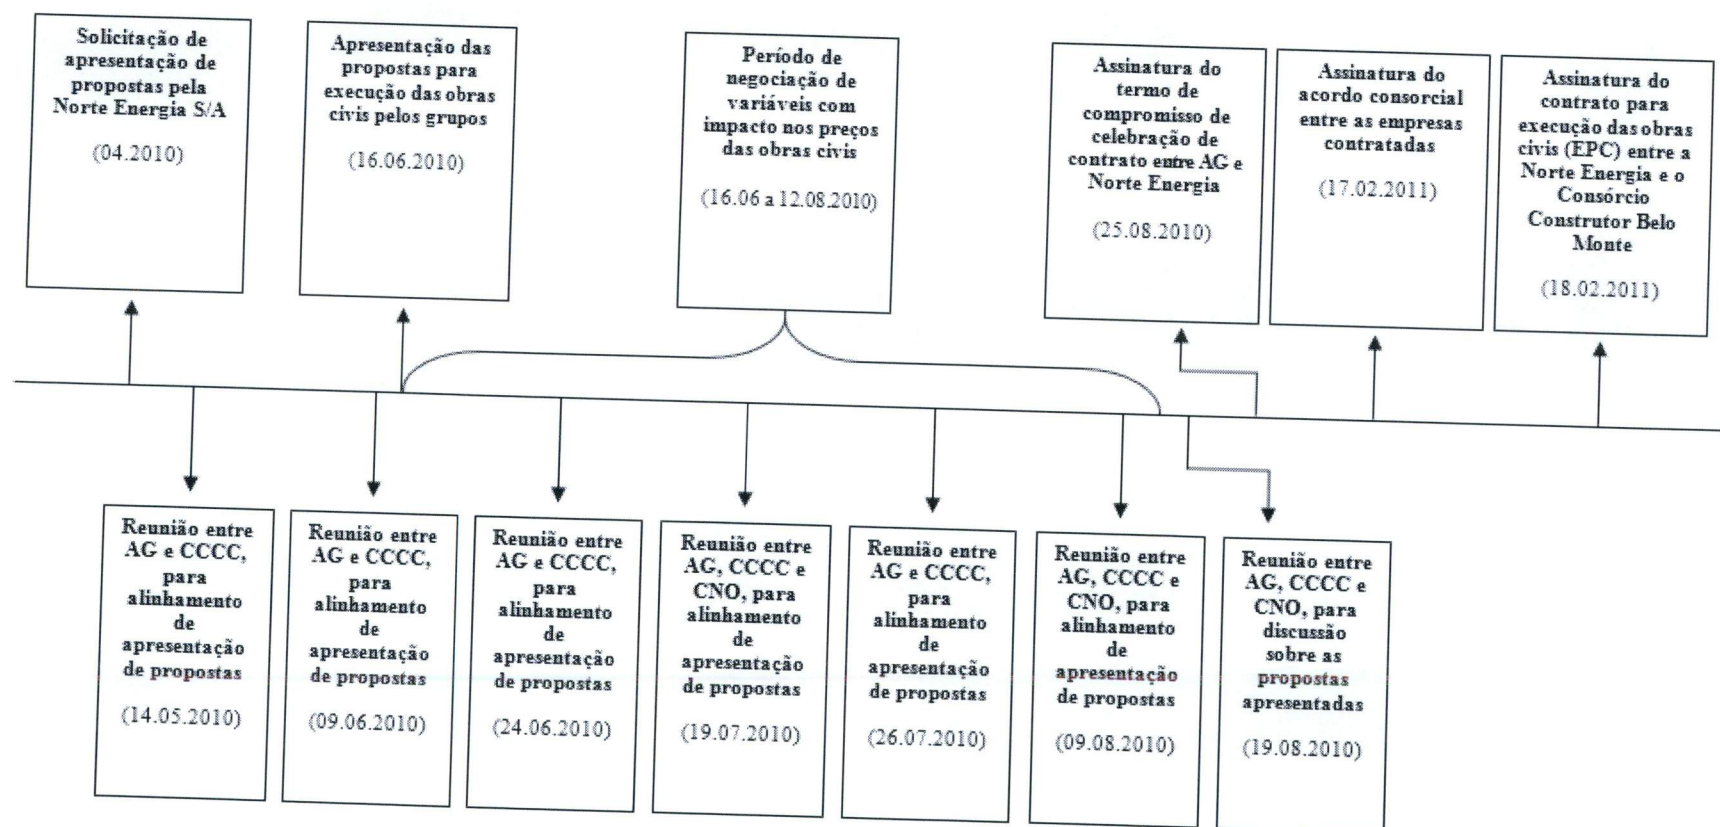 Solicitação de
apresentação de
propostas pela
Norte Energia S/A
(04.2010)
Apresentação das
propostas para
execução das obras
civis pelos grupos
(16.06.2010)
Período de
negociação de
variáveis com
impacto nos preços
das obras civis
(16.06 a 12.08.2010)
Assinatura do
termo de
compromisso de
celebração de
contrato entre AG e
Norte Energia
(25.08.2010)
Assinatura do
acordo consorcial
entre as empresas
contratadas
(17.02.2011)
Assinatura do
contrato para
execução das obras
civis (EPC) entre a
Norte Energia e o
Consórcio
Construtor Belo
Monte
(18.02.2011)
Reunião entre
AG e CCCC,
para
alinhamento
de
apresentação
de propostas
(14.05.2010)
Reunião entre
AG e CCCC,
para
alinhamento
de
apresentação
de propostas
(09.06.2010)
Reunião entre
AG e CCCC,
para
alinhamento
de
apresentação
de propostas
(24.06.2010)
Reunião entre
AG, CCCC e
CNO, para
alinhamento
de
apresentação
de propostas
(19.07.2010)
Reunião entre
AG e CCCC,
para
alinhamento
de
apresentação
de propostas
(26.07.2010)
Reunião entre
AG, CCCC e
CNO, para
alinhamento
de
apresentação
de propostas
(09.08.2010)
Reunião entre
AG, CCCC e
CNO, para
discussão
sobre as
propostas
apresentadas
(19.08.2010)